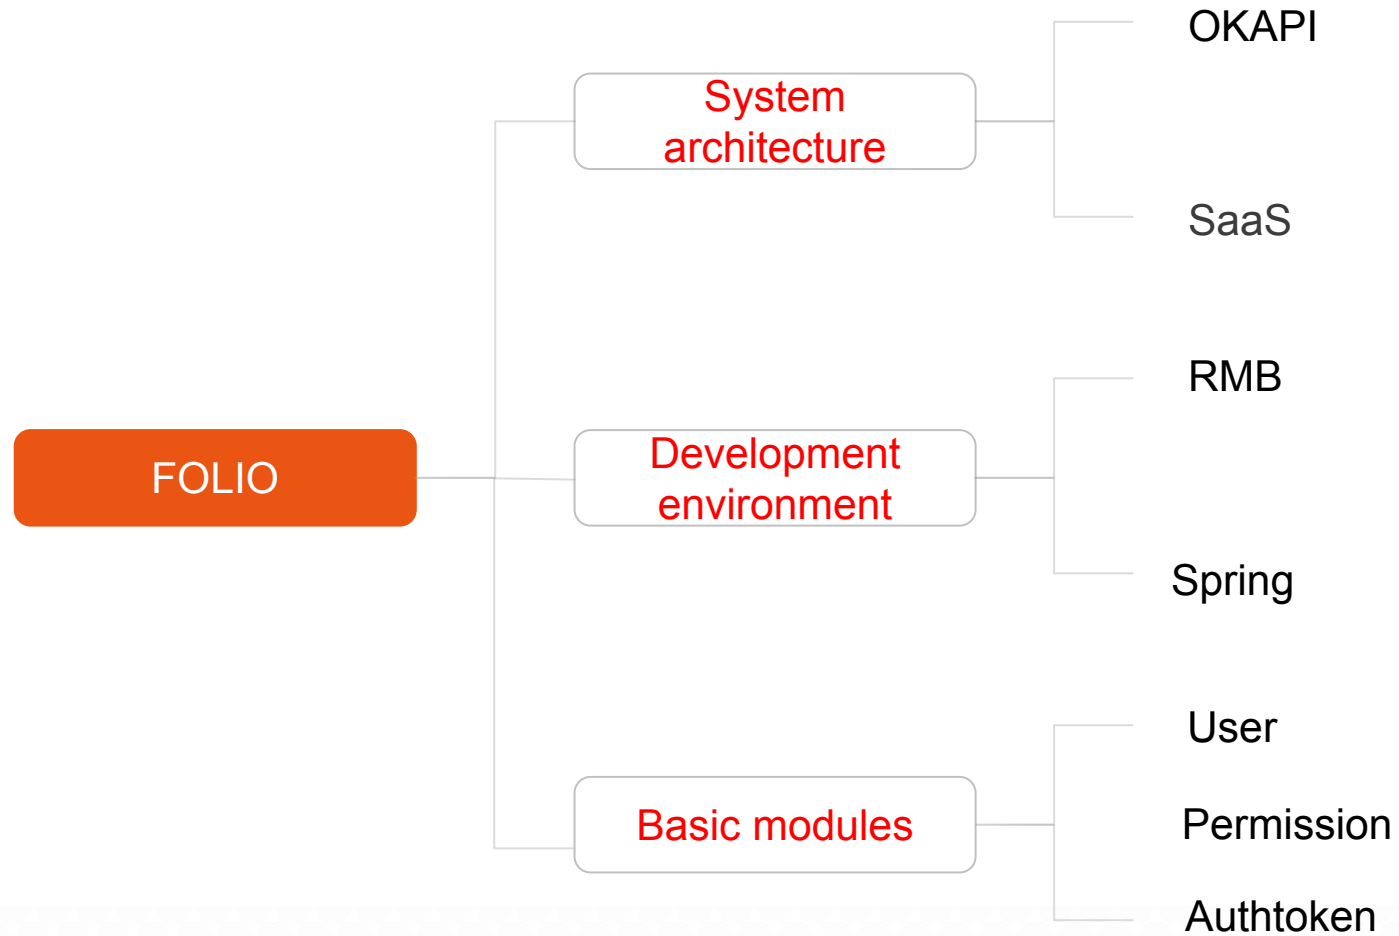 OKAPI
System
architecture
SaaS
RMB
FOLIO
Development
environment
Spring
User
Basic modules
Permission
Authtoken